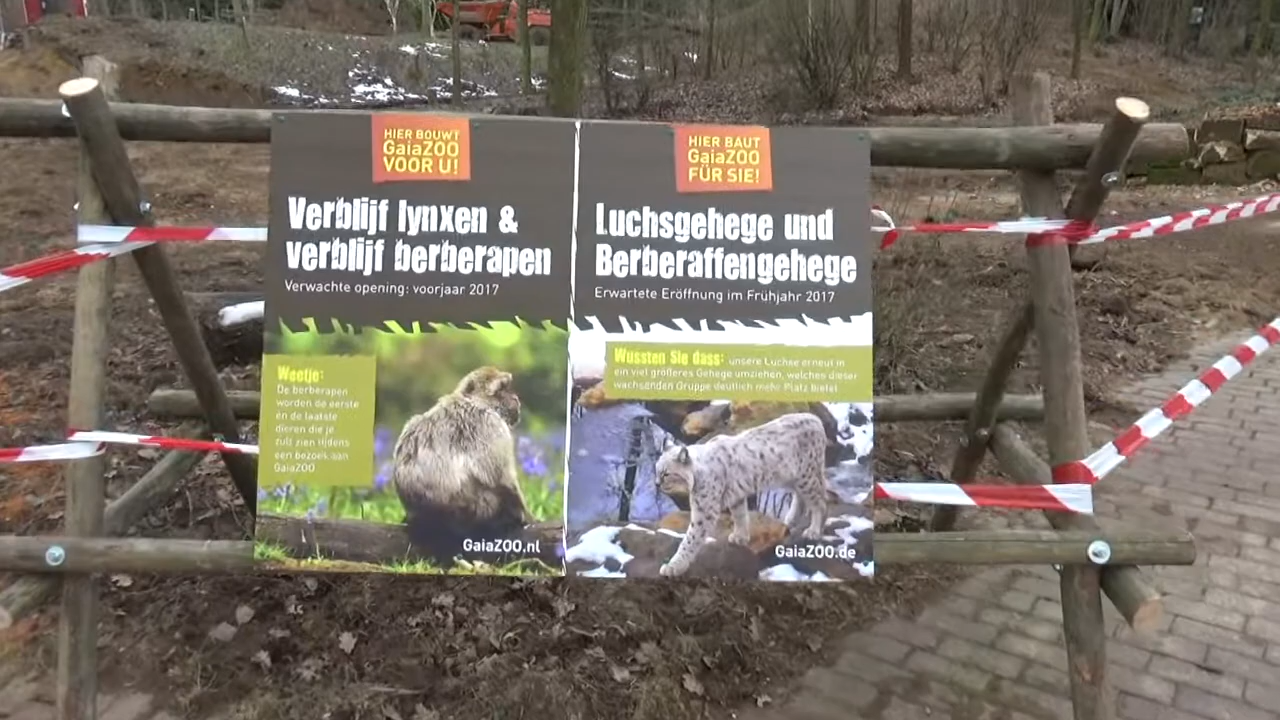 HIER BOUWT
GaiaZOO
VOOR U!
Verblijf lynxen &
verblijf berberapen
Verwachte opening: voorjaar 2017
Weetje:
De berberapen
worden de eerste
en de laatste
dieren die je
zult zien tijdens
een bezoek aan
GaiaZOO
GaiaZOO.nl
HIER BAUT
GaiaZOO
FÜR SIE!
Luchsgehege und
Berberaffengehege
Erwartete Eröffnung im Frühjahr 2017
Wussten Sie dass: unsere Luchse erneut in
ein viel größeres Gehege umziehen, welches dieser
wachsenden Gruppe deutlich mehr Platz bietet
GaiaZOO.de